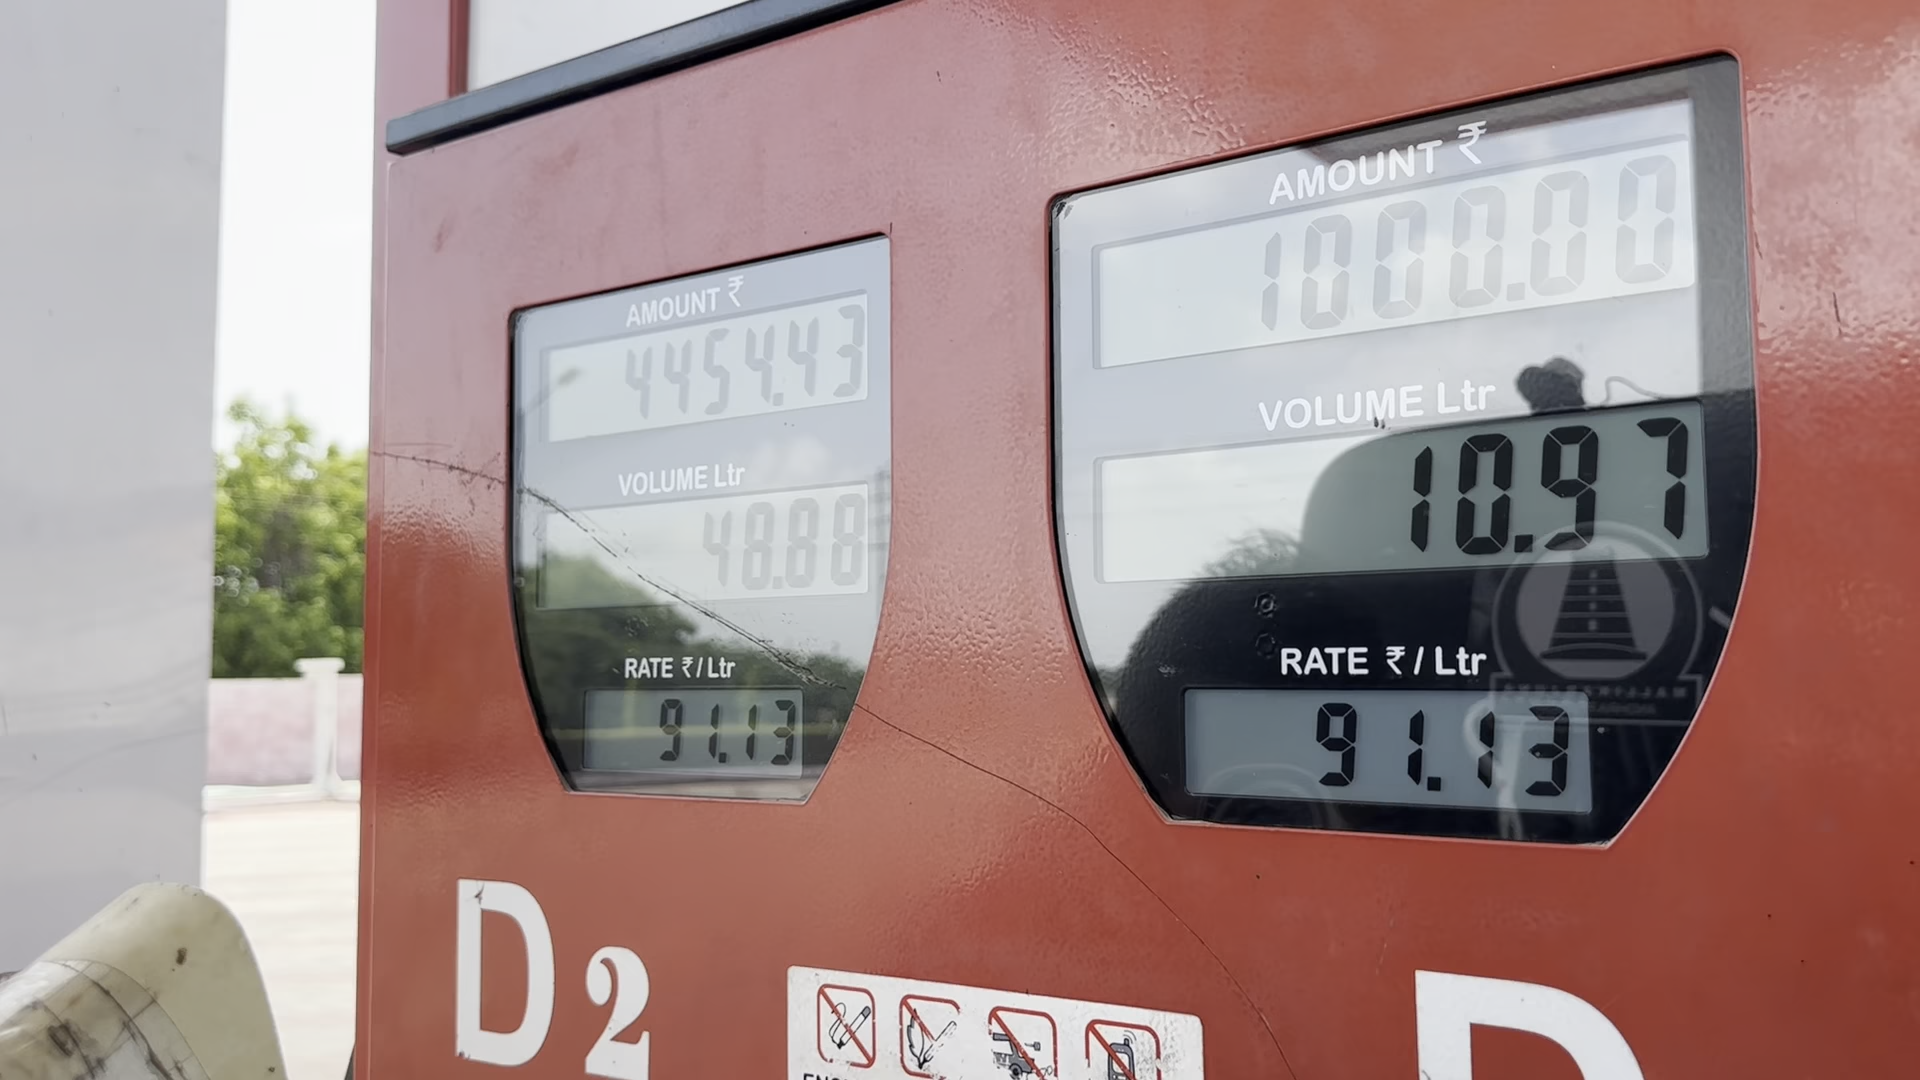 AMOUNT ₹
4454.43
VOLUME Ltr
48.88
RATE ₹/Ltr
91.13
D 2
AMOUNT ₹
1000.00
VOLUME Ltr
10.97
RATE ₹/Ltr
91.13
D